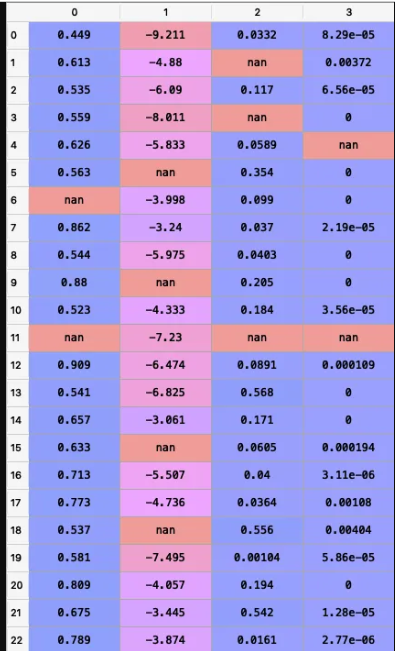 0 1 2 3
0 0.449 -9.211 0.0332 8.29e-05
1 0.613 -4.88 nan 0.00372
2 0.535 -6.09 0.117 6.56e-05
3 0.559 -8.011 nan 0
4 0.626 -5.833 0.0589 nan
5 0.563 nan 0.354 0
6 nan -3.998 0.099 0
7 0.862 -3.24 0.037 2.19e-05
8 0.544 -5.975 0.0403 0
9 0.88 nan 0.205 0
10 0.523 -4.333 0.184 3.56e-05
11 nan -7.23 nan nan
12 0.909 -6.474 0.0891 0.000109
13 0.541 -6.825 0.568 0
14 0.657 -3.061 0.171 0
15 0.633 nan 0.0605 0.000194
16 0.713 -5.507 0.04 3.11e-06
17 0.773 -4.736 0.0364 0.00108
18 0.537 nan 0.556 0.00404
19 0.581 -7.495 0.00104 5.86e-05
20 0.809 -4.057 0.194 0
21 0.675 -3.445 0.542 1.28e-05
22 0.789 -3.874 0.0161 2.77e-06